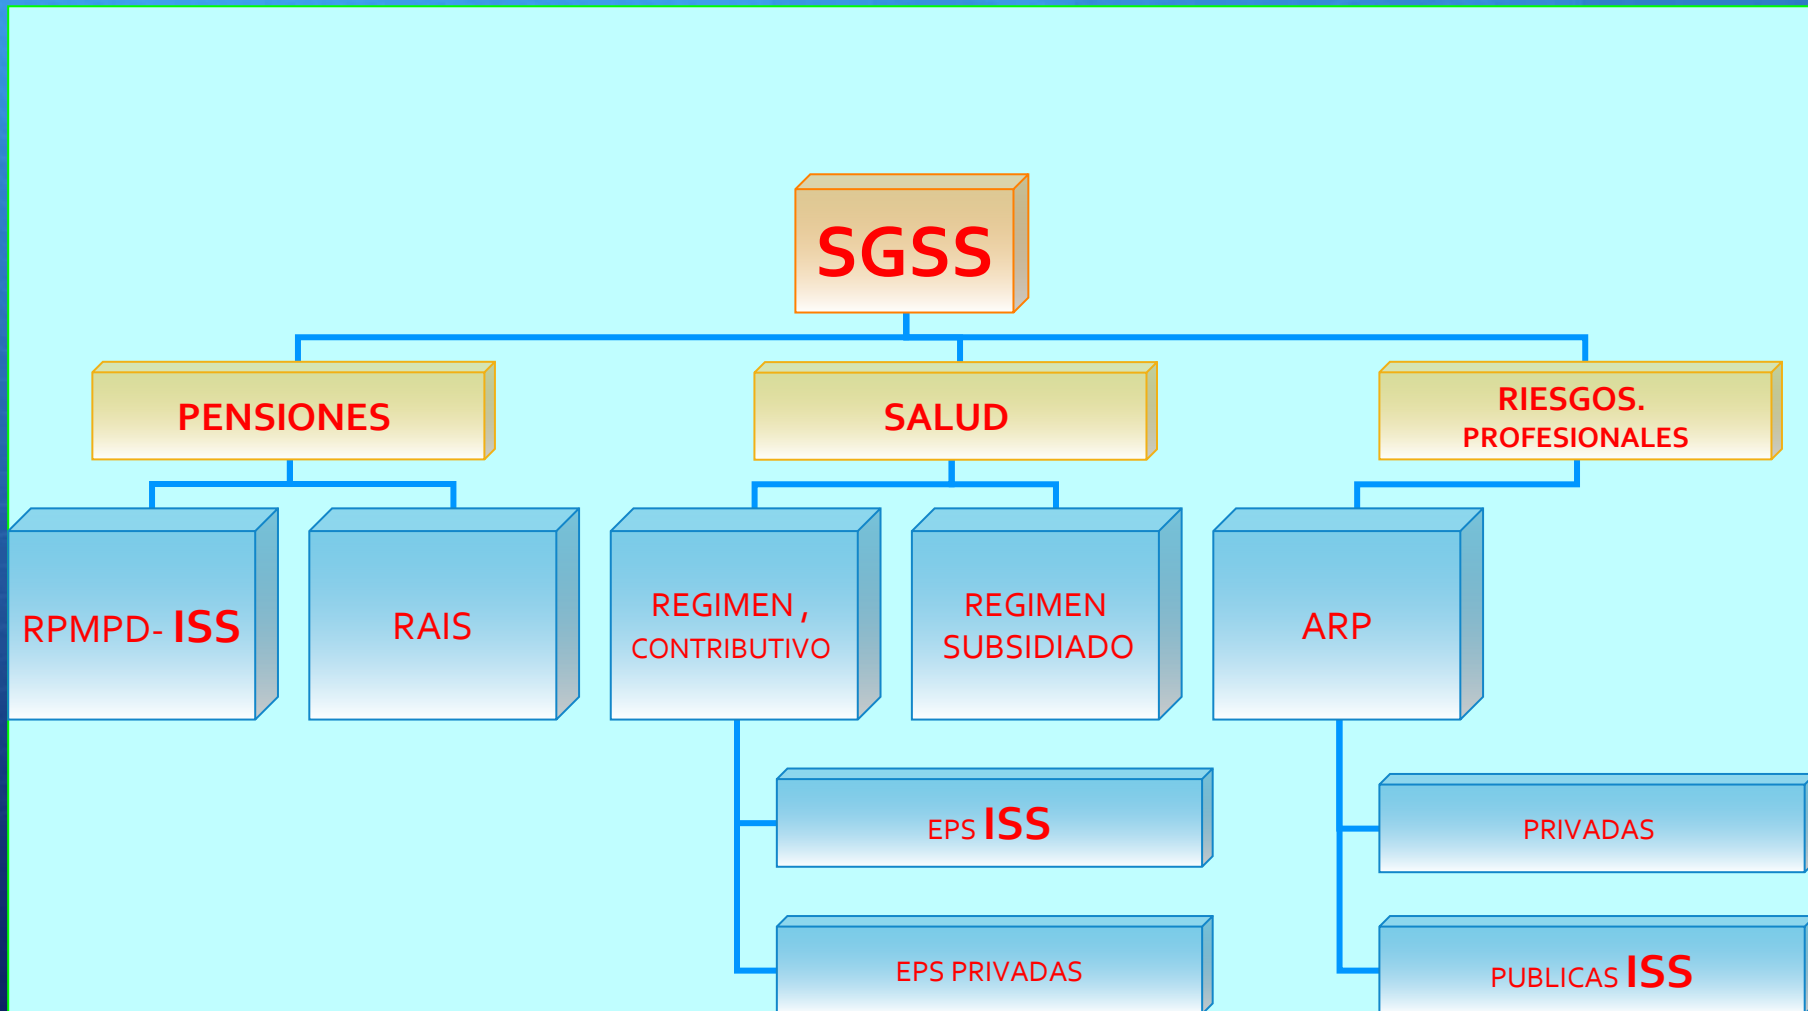 SGSS
PENSIONES
SALUD
RIESGOS.
PROFESIONALES
RPMPD- ISS
RAIS
REGIMEN ,
CONTRIBUTIVO
REGIMEN
SUBSIDIADO
ARP
EPS ISS
PRIVADAS
EPS PRIVADAS
PUBLICAS ISS